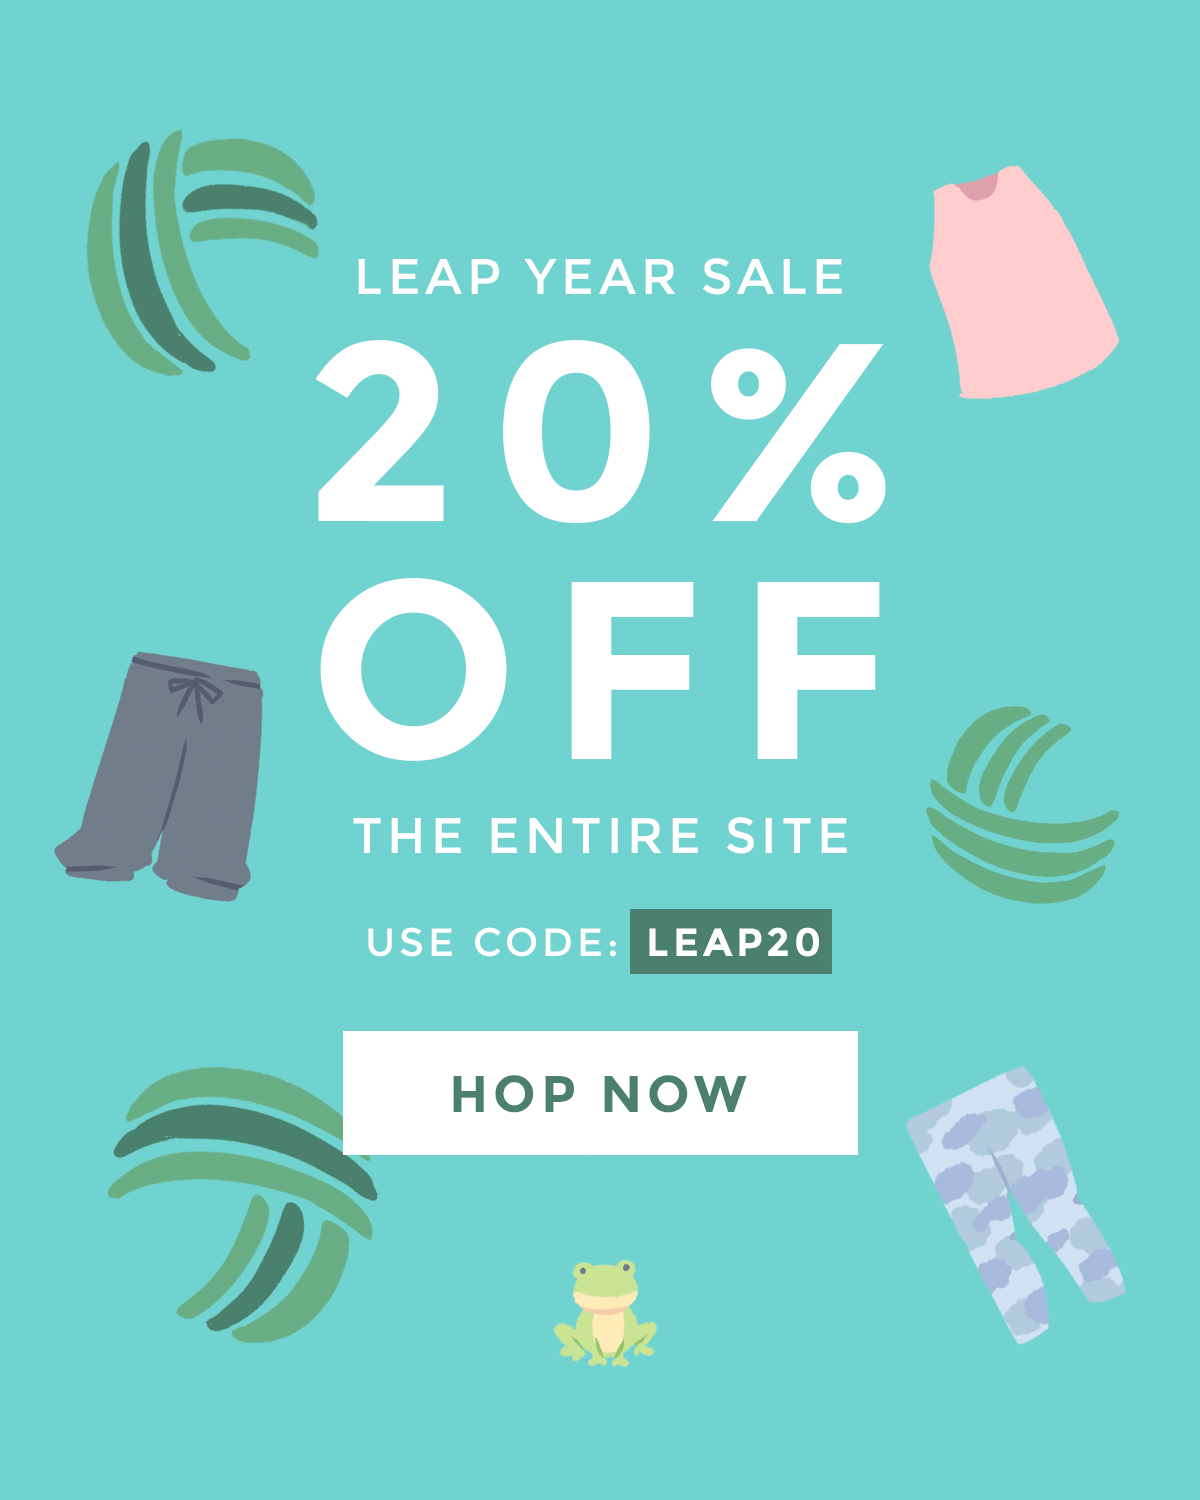 LEAP YEAR SALE
20%
OFF
THE ENTIRE SITE
USE CODE: LEAP20
HOP NOW